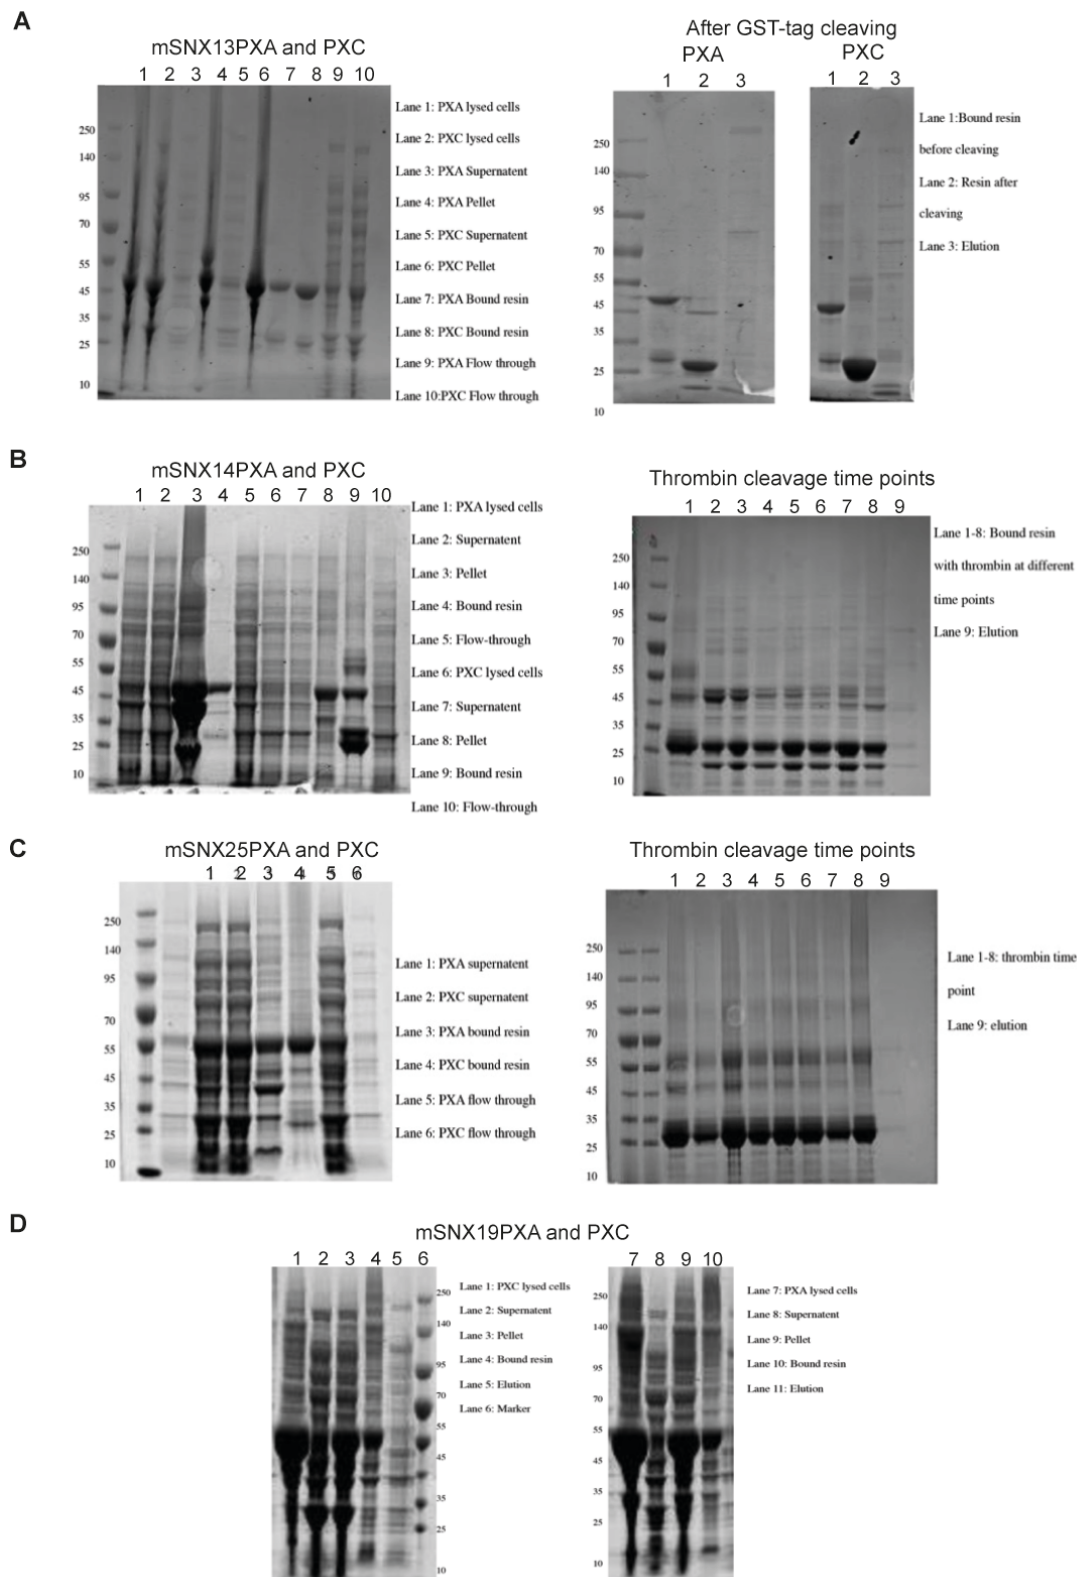 A
mSNX13PXA and PXC
1 2 3 4 5 6 7 8 9 10
250
140
95
70
55
45
35
25
10
Lane 1: PXA lysed cells
Lane 2: PXC lysed cells
Lane 3: PXA Supernatent
Lane 4: PXA Pellet
Lane 5: PXC Supernatent
Lane 6: PXC Pellet
Lane 7: PXA Bound resin
Lane 8: PXC Bound resin
Lane 9: PXA Flow through
Lane 10:PXC Flow through
After GST-tag cleaving
PXA
PXC
1 2 3
1 2 3
250
140
95
70
55
45
35
25
10
Lane 1:Bound resin
before cleaving
Lane 2: Resin after
cleaving
Lane 3: Elution
B
mSNX14PXA and PXC
1 2 3 4 5 6 7 8 9 10
250
140
95
70
55
45
35
25
10
Lane 1: PXA lysed cells
Lane 2: Supernatent
Lane 3: Pellet
Lane 4: Bound resin
Lane 5: Flow-through
Lane 6: PXC lysed cells
Lane 7: Supernatent
Lane 8: Pellet
Lane 9: Bound resin
Lane 10: Flow-through
Thrombin cleavage time points
1 2 3 4 5 6 7 8 9
250
140
95
70
55
45
35
25
10
Lane 1-8: Bound resin
with thrombin at different
time points
Lane 9: Elution
C
mSNX25PXA and PXC
1 2 3 4 5 6
250
140
95
70
55
45
35
25
10
Lane 1: PXA supernatent
Lane 2: PXC supernatent
Lane 3: PXA bound resin
Lane 4: PXC bound resin
Lane 5: PXA flow through
Lane 6: PXC flow through
Thrombin cleavage time points
1 2 3 4 5 6 7 8 9
250
140
95
70
55
45
35
25
10
Lane 1-8: thrombin time
point
Lane 9: elution
D
mSNX19PXA and PXC
1 2 3 4 5 6
250
140
95
70
55
45
35
25
10
Lane 1: PXC lysed cells
Lane 2: Supernatent
Lane 3: Pellet
Lane 4: Bound resin
Lane 5: Elution
Lane 6: Marker
7 8 9 10
250
140
95
70
55
45
35
25
10
Lane 7: PXA lysed cells
Lane 8: Supernatent
Lane 9: Pellet
Lane 10: Bound resin
Lane 11: Elution